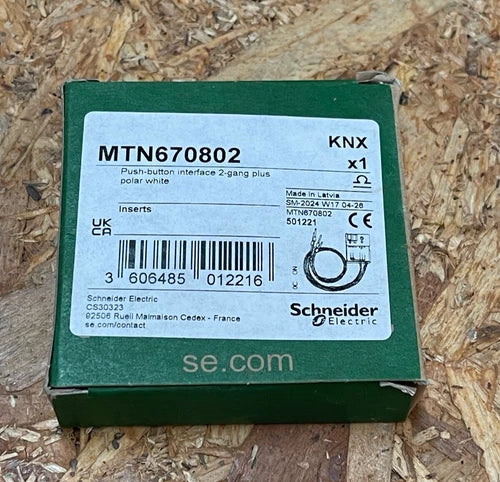 MTN670802
KNX
x1
Push-button interface 2-gang plus
polar white
Inserts
Made in Latvia
SM-2024 W17 04-26
MTN670802
501221
CE
UK
CA
3 606485 012216
Schneider Electric
CS30323
92506 Rueil Malmaison Cedex - France
se.com/contact
Schneider
Electric
se.com